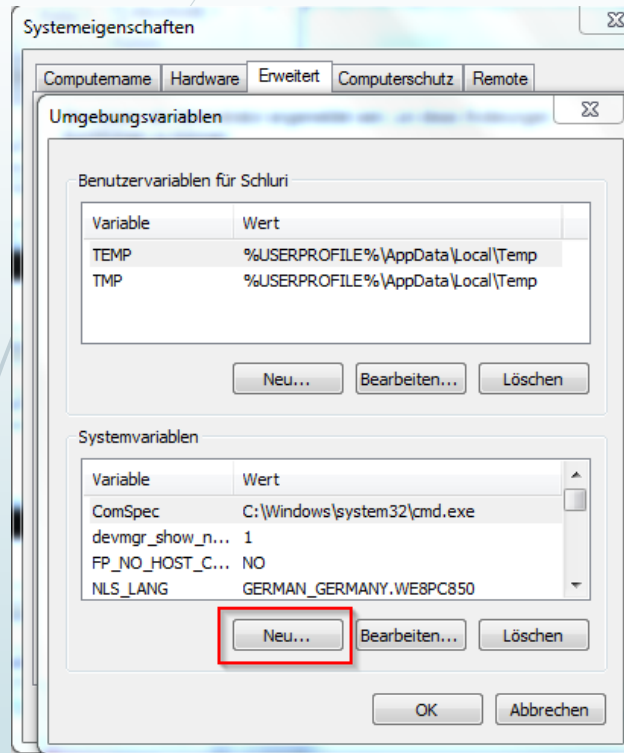 Systemeigenschaften
Computername Hardware Erweitert Computerschutz Remote
Umgebungsvariablen
Benutzervariablen für Schluri
Variable Wert
TEMP %USERPROFILE%\AppData\Local\Temp
TMP %USERPROFILE%\AppData\Local\Temp
Neu... Bearbeiten... Löschen
Systemvariablen
Variable Wert
ComSpec C:\Windows\system32\cmd.exe
devmgr_show_n... 1
FP_NO_HOST_C... NO
NLS_LANG GERMAN_GERMANY.WE8PC850
Neu... Bearbeiten... Löschen
OK Abbrechen